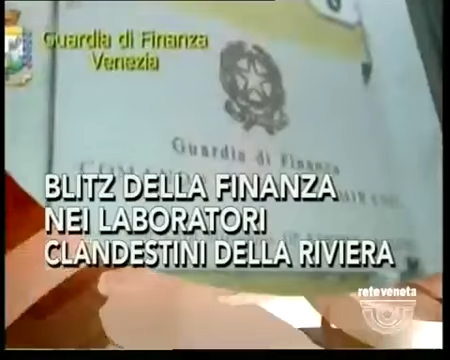 Guardia di Finanza
Venezia
Guardia di Finanza
BLITZ DELLA FINANZA
NEI LABORATORI
CLANDESTINI DELLA RIVIERA
reteveneta